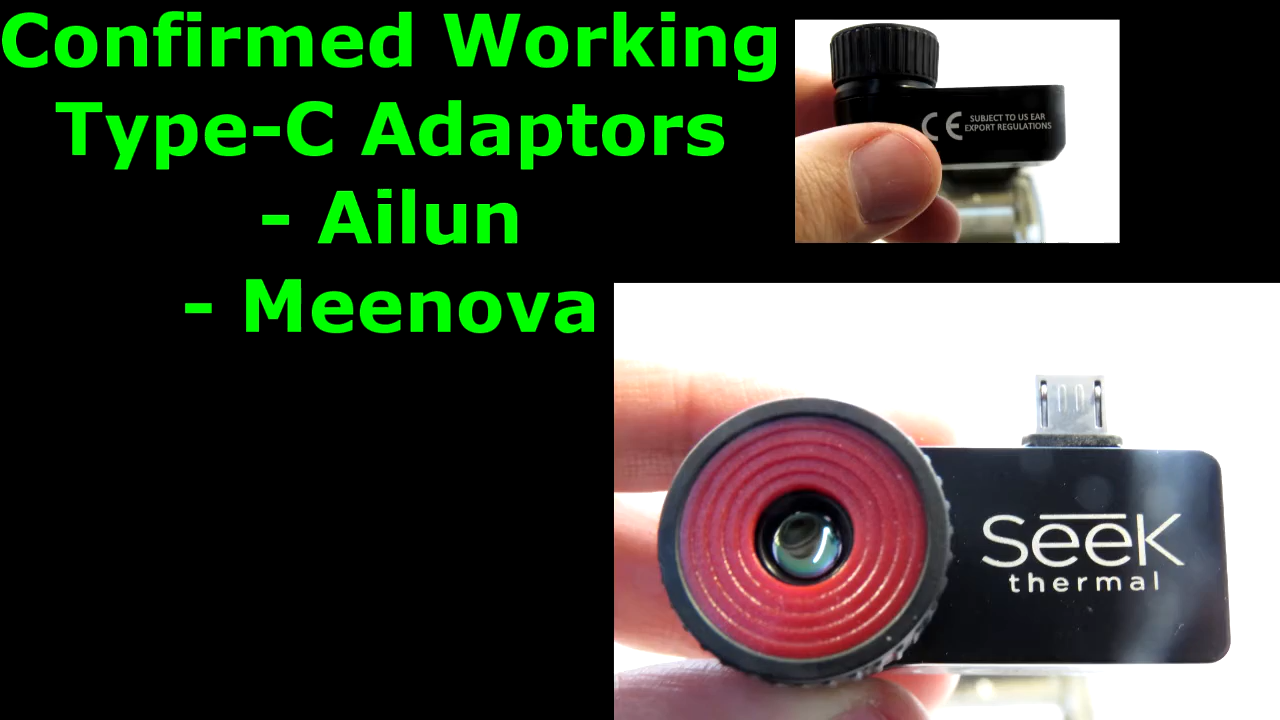 Confirmed Working
Type-C Adaptors
- Ailun
- Meenova
CE
SUBJECT TO US EAR
EXPORT REGULATIONS
Seek
thermal